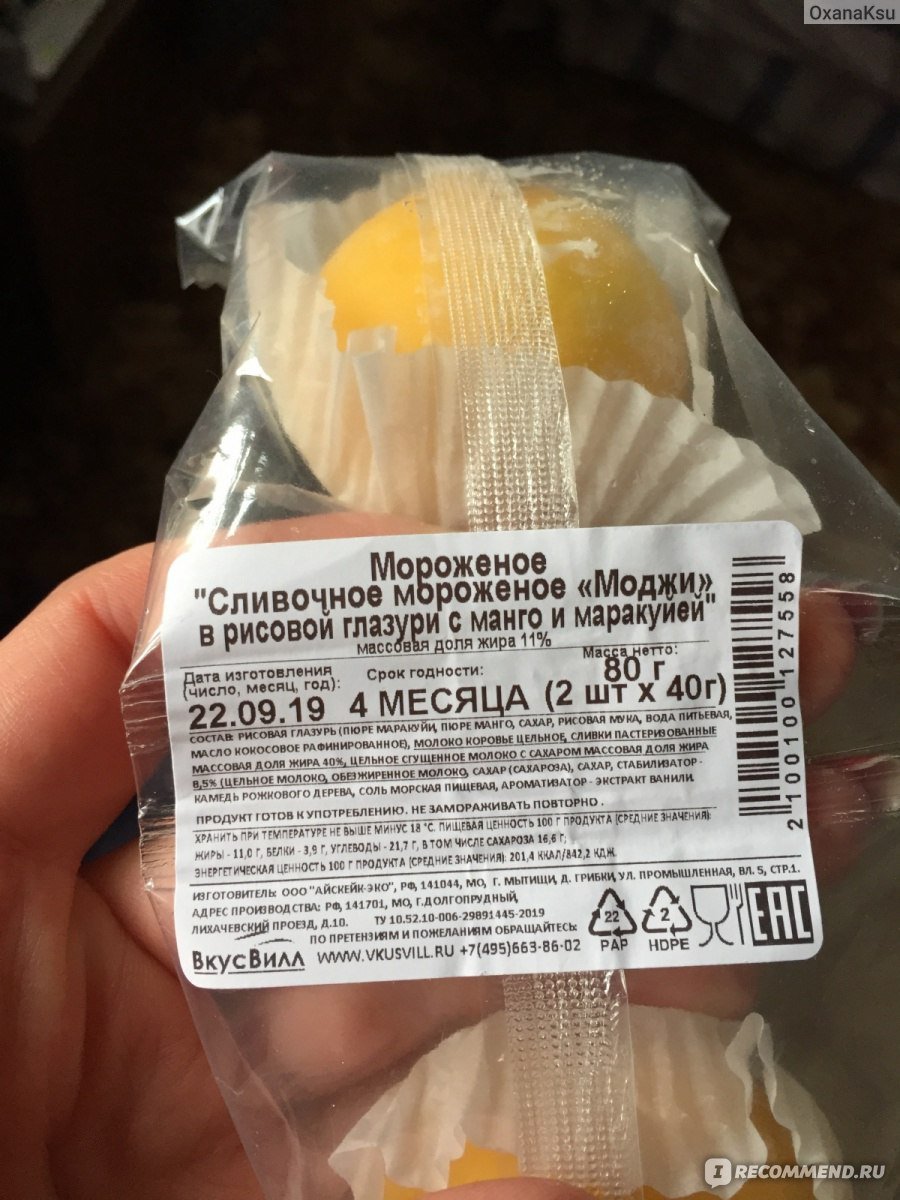 OxanaKsu
Мороженое
"Сливочное мороженое «Моджи»
в рисовой глазури с манго и маракуйей"
массовая доля жира 11%
Дата изготовления
(число, месяц, год):
22.09.19
Срок годности:
4 МЕСЯЦА
Масса нетто:
80 г
(2 шт х 40г)
СОСТАВ: РИСОВАЯ ГЛАЗУРЬ (ПЮРЕ МАРАКУЙИ, ПЮРЕ МАНГО, САХАР, РИСОВАЯ МУКА, ВОДА ПИТЬЕВАЯ,
МАСЛО КОКОСОВОЕ РАФИНИРОВАННОЕ), МОЛОКО КОРОВЬЕ ЦЕЛЬНОЕ, СЛИВКИ ПАСТЕРИЗОВАННЫЕ
МАССОВАЯ ДОЛЯ ЖИРА 40%, ЦЕЛЬНОЕ СГУЩЕННОЕ МОЛОКО С САХАРОМ МАССОВАЯ ДОЛЯ ЖИРА
8,5% (ЦЕЛЬНОЕ МОЛОКО, ОБЕЗЖИРЕННОЕ МОЛОКО, САХАР (САХАРОЗА), САХАР, СТАБИЛИЗАТОР -
КАМЕДЬ РОЖКОВОГО ДЕРЕВА, СОЛЬ МОРСКАЯ ПИЩЕВАЯ, АРОМАТИЗАТОР - ЭКСТРАКТ ВАНИЛИ.
ПРОДУКТ ГОТОВ К УПОТРЕБЛЕНИЮ. НЕ ЗАМОРАЖИВАТЬ ПОВТОРНО.
ХРАНИТЬ ПРИ ТЕМПЕРАТУРЕ НЕ ВЫШЕ МИНУС 18 °С. ПИЩЕВАЯ ЦЕННОСТЬ 100 Г ПРОДУКТА (СРЕДНИЕ ЗНАЧЕНИЯ):
ЖИРЫ - 11,0 Г, БЕЛКИ - 3,9 Г, УГЛЕВОДЫ - 21,7 Г, В ТОМ ЧИСЛЕ САХАРОЗА 16,6 Г;
ЭНЕРГЕТИЧЕСКАЯ ЦЕННОСТЬ 100 Г ПРОДУКТА (СРЕДНИЕ ЗНАЧЕНИЯ): 201,4 ККАЛ/842,2 КДЖ.
ИЗГОТОВИТЕЛЬ: ООО "АЙСКЕЙК-ЭКО", РФ, 141044, МО, Г. МЫТИЩИ, Д. ГРИБКИ, УЛ. ПРОМЫШЛЕННАЯ, ВЛ. 5, СТР.1.
АДРЕС ПРОИЗВОДСТВА: РФ, 141701, МО, Г.ДОЛГОПРУДНЫЙ,
ЛИХАЧЕВСКИЙ ПРОЕЗД, Д.10. ТУ 10.52.10-006-29891445-2019
ПО ПРЕТЕНЗИЯМ И ПОЖЕЛАНИЯМ ОБРАЩАЙТЕСЬ:
ВкусВилл WWW.VKUSVILL.RU +7(495)663-86-02
22
PAP
2
HDPE
EAC
2 100100 127558
IRECOMMEND.RU